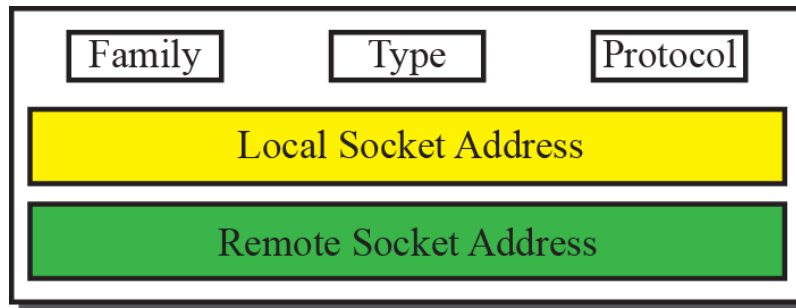 Family Type Protocol
Local Socket Address
Remote Socket Address